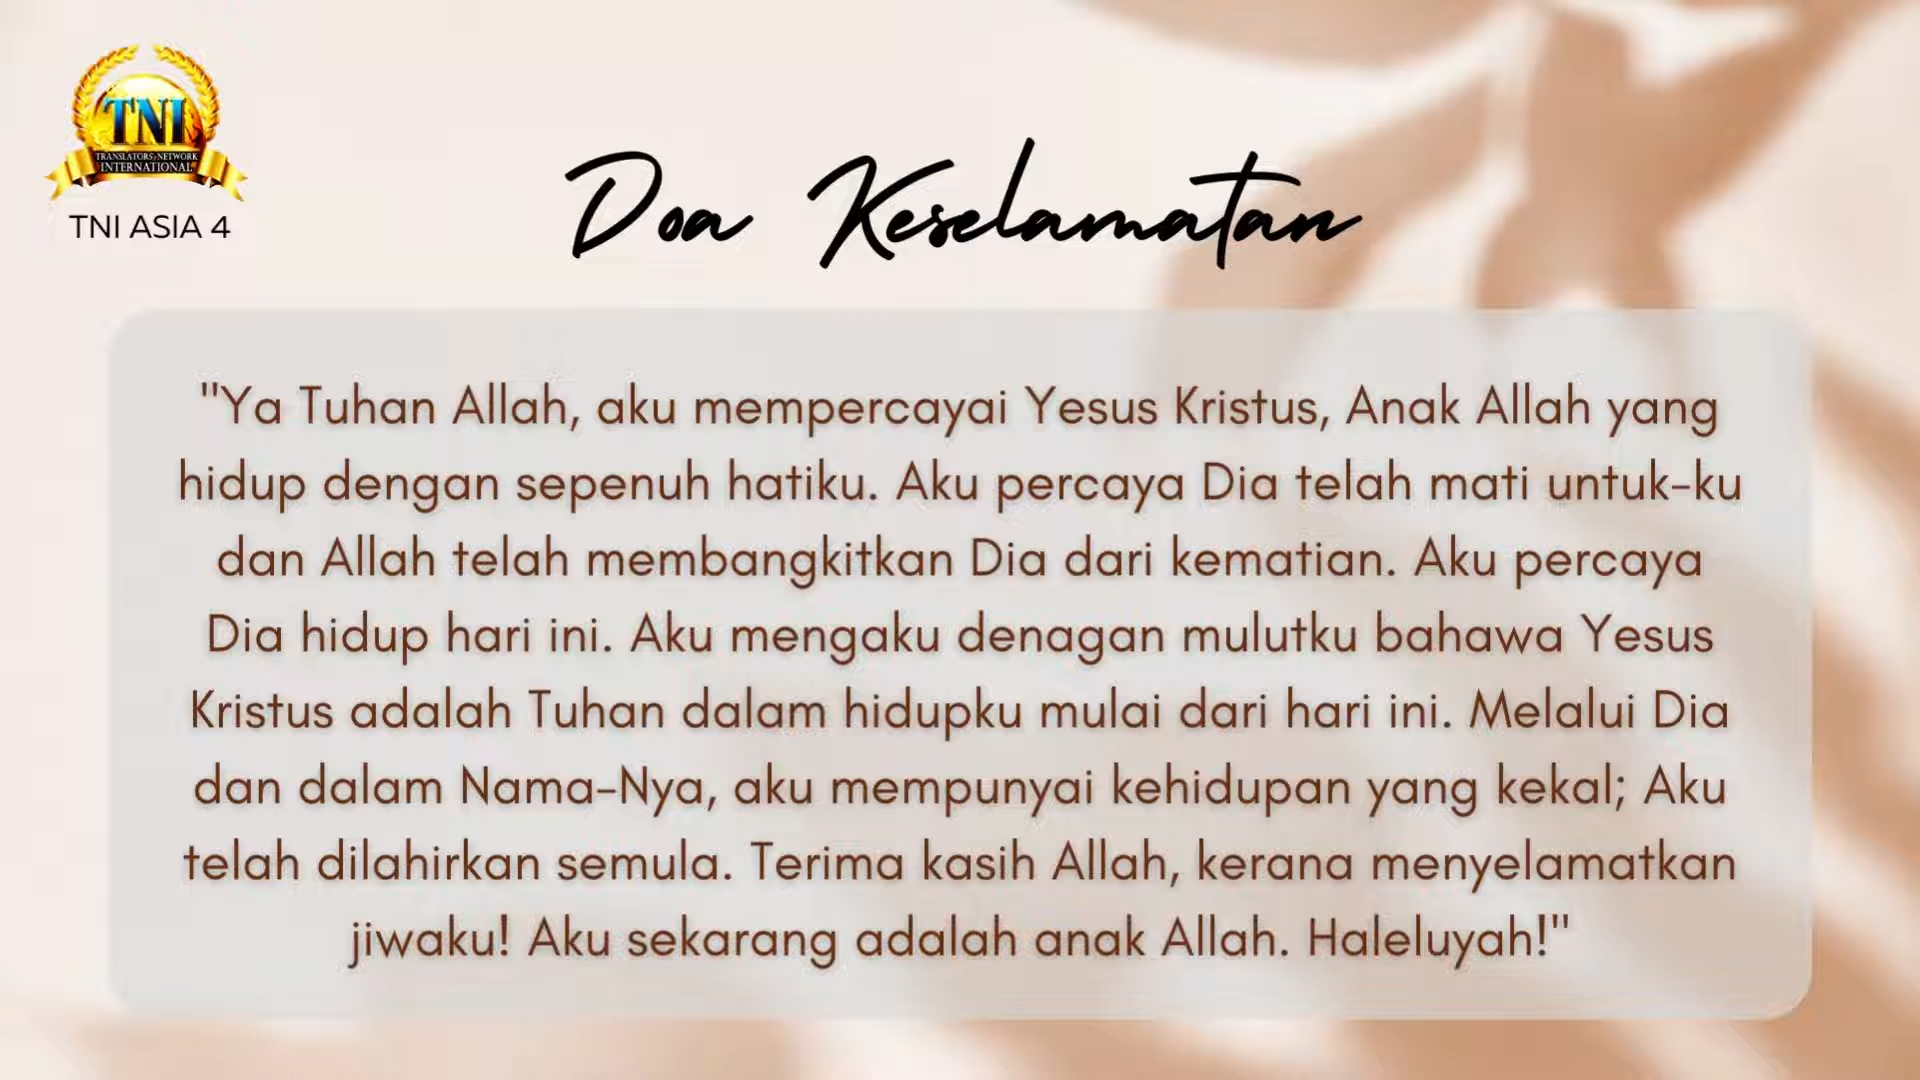 TNI
TRANSLATORS' NETWORK
INTERNATIONAL
TNI ASIA 4
Doa Keselamatan
"Ya Tuhan Allah, aku mempercayai Yesus Kristus, Anak Allah yang
hidup dengan sepenuh hatiku. Aku percaya Dia telah mati untuk-ku
dan Allah telah membangkitkan Dia dari kematian. Aku percaya
Dia hidup hari ini. Aku mengaku denagan mulutku bahawa Yesus
Kristus adalah Tuhan dalam hidupku mulai dari hari ini. Melalui Dia
dan dalam Nama-Nya, aku mempunyai kehidupan yang kekal; Aku
telah dilahirkan semula. Terima kasih Allah, kerana menyelamatkan
jiwaku! Aku sekarang adalah anak Allah. Haleluyah!"